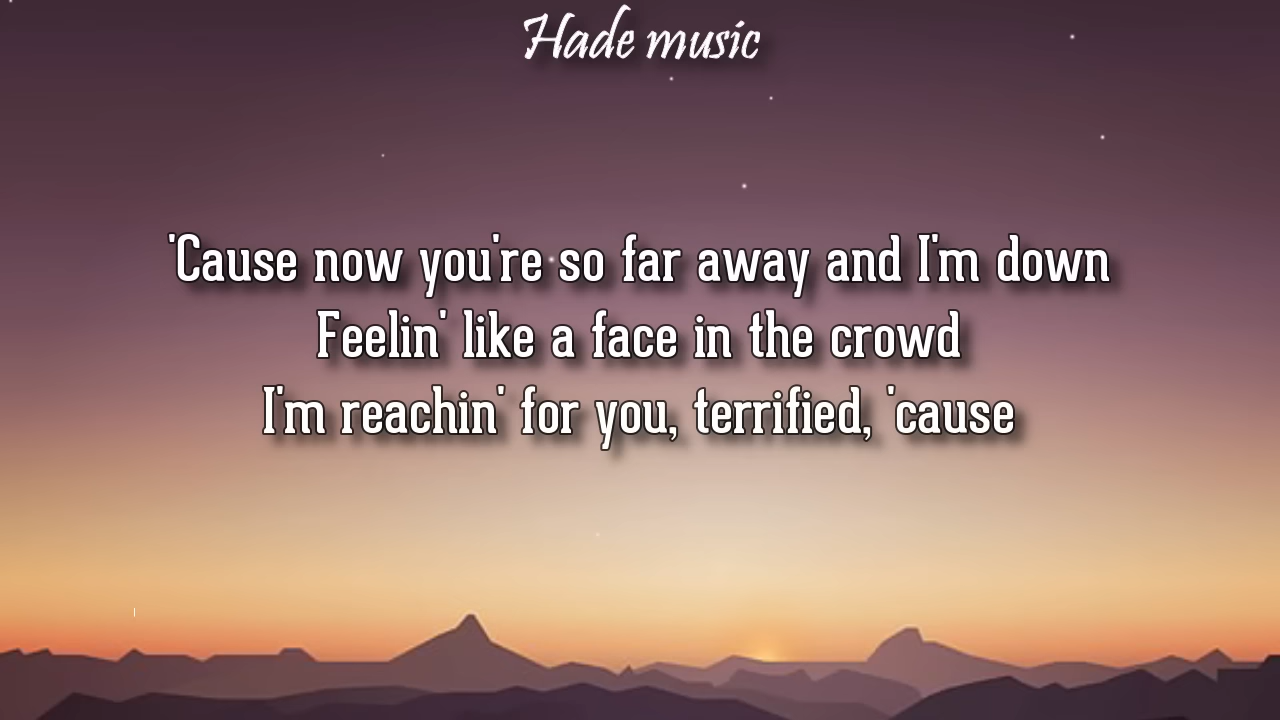 Hade music
'Cause now you're so far away and I'm down
Feelin' like a face in the crowd
I'm reachin' for you, terrified, 'cause